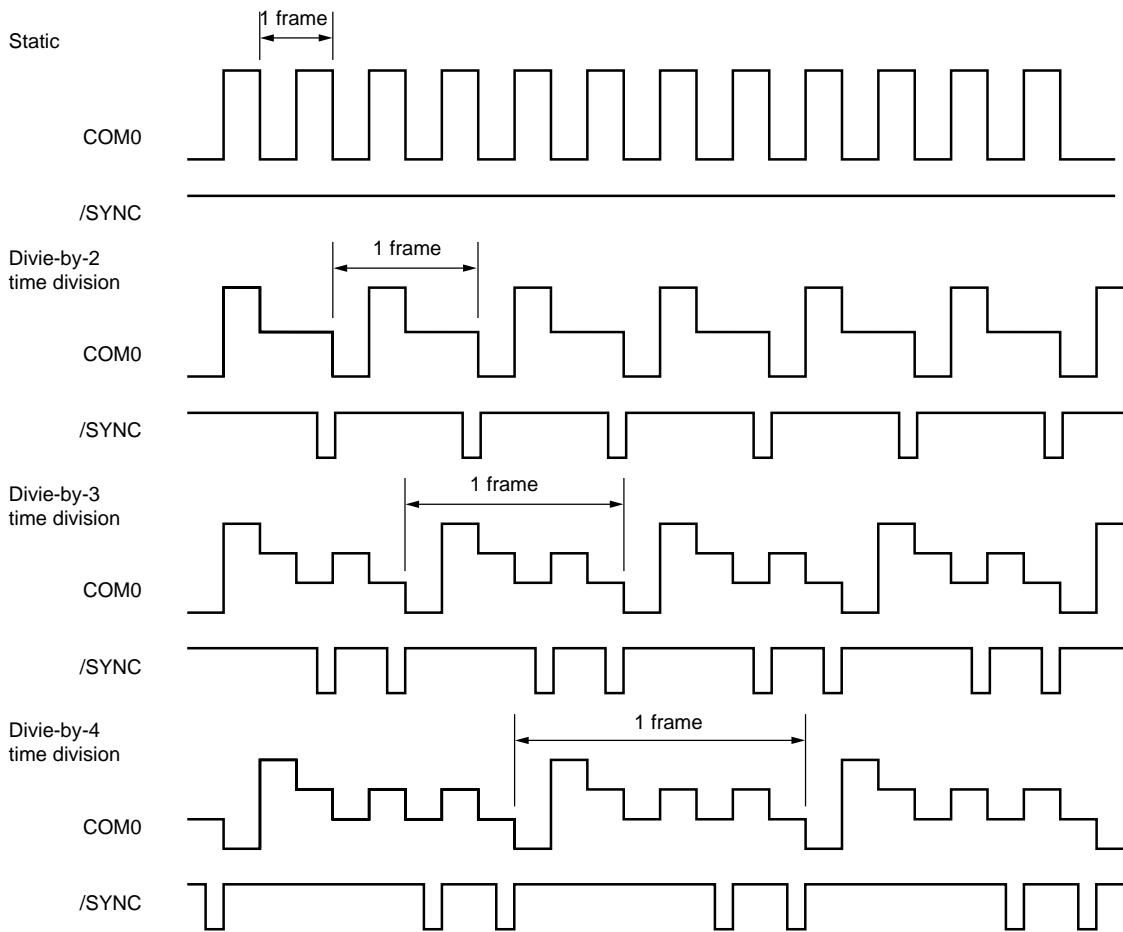 1 frame
Static
COM0
/SYNC
Divie-by-2
time division
1 frame
COM0
/SYNC
Divie-by-3
time division
1 frame
COM0
/SYNC
Divie-by-4
time division
1 frame
COM0
/SYNC